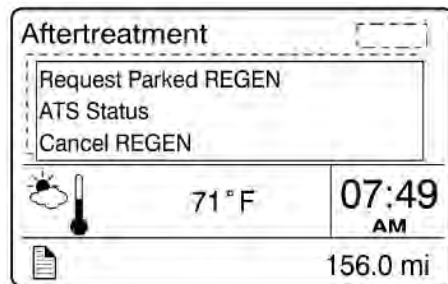 Aftertreatment
Request Parked REGEN
ATS Status
Cancel REGEN
71°F
07:49
AM
156.0 mi